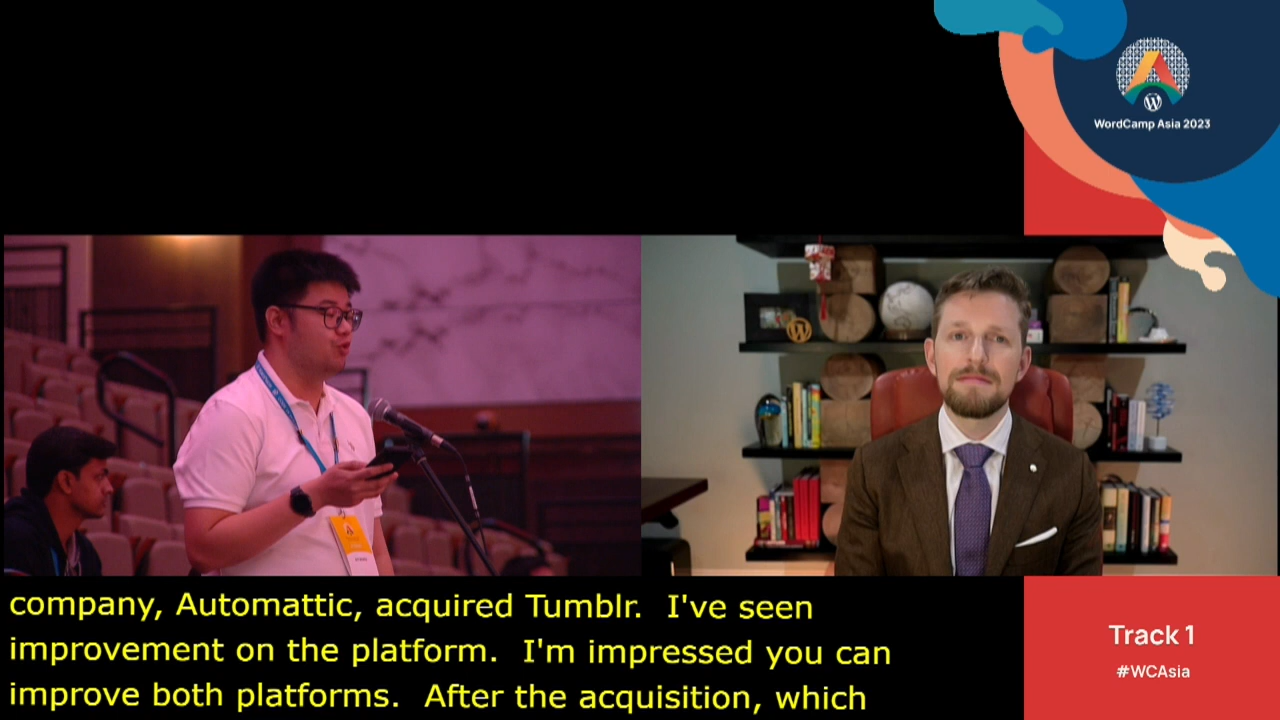 WordCamp Asia 2023
company, Automattic, acquired Tumblr.  I've seen
improvement on the platform.  I'm impressed you can
improve both platforms.  After the acquisition, which
Track 1
#WCAsia